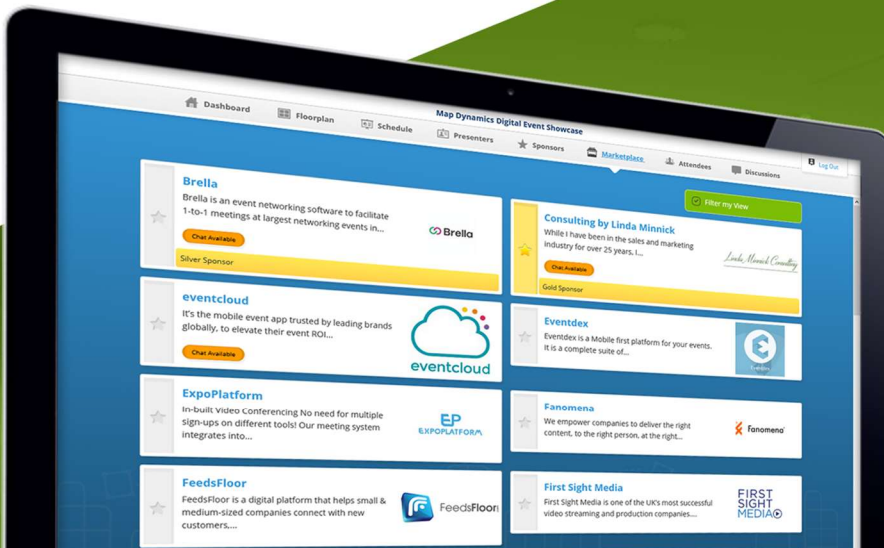 Map Dynamics Digital Event Showcase
Dashboard
Floorplan
Schedule
Presenters
Sponsors
Marketplace
Attendees
Discussions
Log Out
Filter my View
Brella
Brella is an event networking software to facilitate
1-to-1 meetings at largest networking events in...
Chat Available
Silver Sponsor
Brella
Consulting by Linda Minnick
While I have been in the sales and marketing
industry for over 25 years, I...
Chat Available
Gold Sponsor
Linda Minnick Consulting
eventcloud
It's the mobile event app trusted by leading brands
globally, to elevate their event ROI...
Chat Available
eventcloud
Eventdex
Eventdex is a Mobile first platform for your events.
It is a complete suite of...
Eventdex
ExpoPlatform
In-built Video Conferencing No need for multiple
sign-ups on different tools! Our meeting system
integrates into...
EP
EXPOPLATFORM
Fanomena
We empower companies to deliver the right
content, to the right person, at the right...
Fanomena
FeedsFloor
FeedsFloor is a digital platform that helps small &
medium-sized companies connect with new
customers,...
FeedsFloor
First Sight Media
First Sight Media is one of the UK's most successful
video streaming and production companies....
FIRST
SIGHT
MEDIA